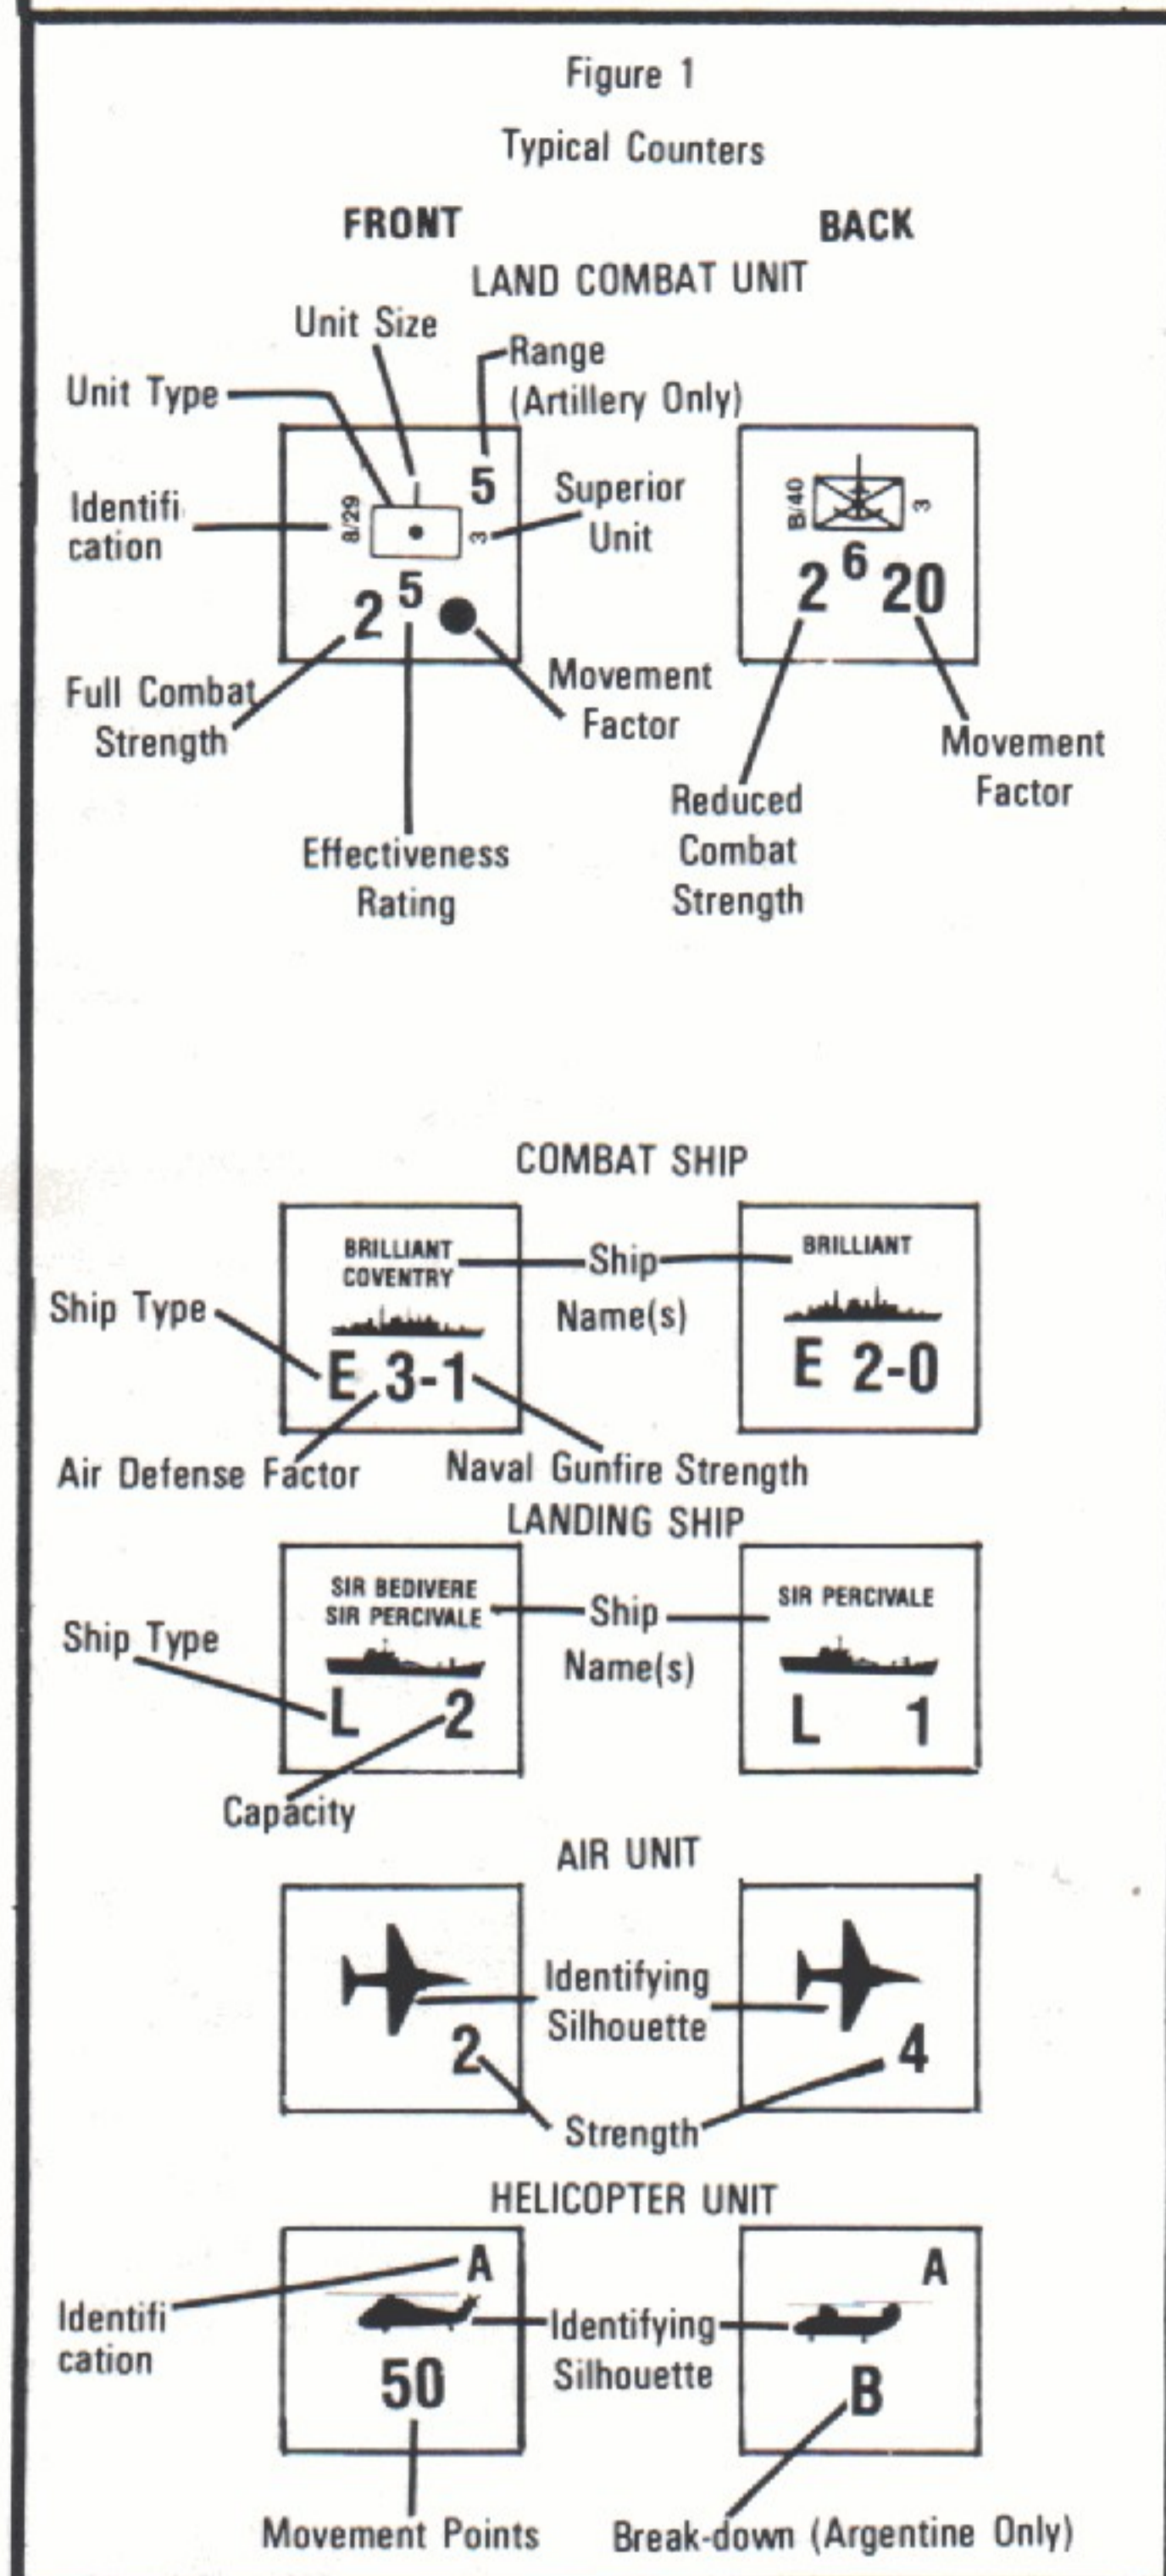 Figure 1
Typical Counters
FRONT BACK
LAND COMBAT UNIT
Unit Size
Range
(Artillery Only)
Unit Type
5
Identifi
cation
8/29
3
Superior
Unit
B/40
3
2 5
2 6 20
Full Combat
Strength
Movement
Factor
Movement
Factor
Reduced
Combat
Strength
Effectiveness
Rating
COMBAT SHIP
BRILLIANT
COVENTRY
Ship
Name(s)
BRILLIANT
Ship Type
E 3-1
E 2-0
Air Defense Factor
Naval Gunfire Strength
LANDING SHIP
SIR BEDIVERE
SIR PERCIVALE
Ship
Name(s)
SIR PERCIVALE
Ship Type
L 2
L 1
Capacity
AIR UNIT
Identifying
Silhouette
2
4
Strength
HELICOPTER UNIT
A
A
Identifi
cation
Identifying
Silhouette
50
B
Movement Points
Break-down (Argentine Only)